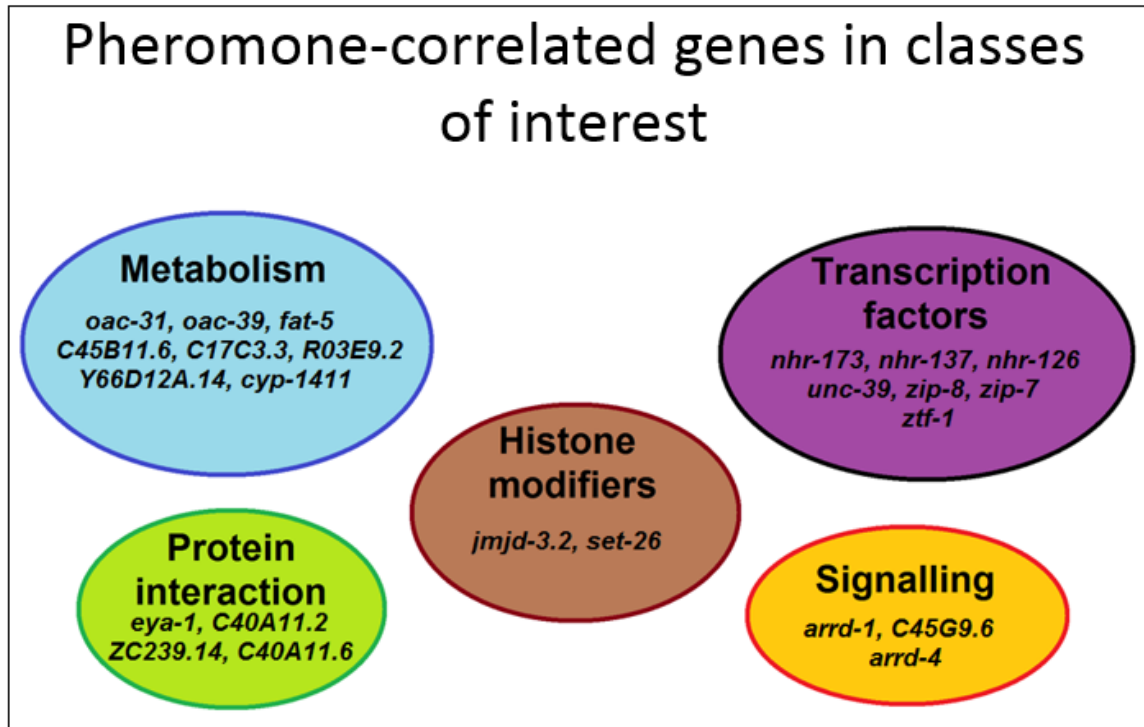 Pheromone-correlated genes in classes
of interest
Metabolism
oac-31, oac-39, fat-5
C45B11.6, C17C3.3, R03E9.2
Y66D12A.14, cyp-1411
Transcription
factors
nhr-173, nhr-137, nhr-126
unc-39, zip-8, zip-7
ztf-1
Histone
modifiers
jmjd-3.2, set-26
Protein
interaction
eya-1, C40A11.2
ZC239.14, C40A11.6
Signalling
arrd-1, C45G9.6
arrd-4